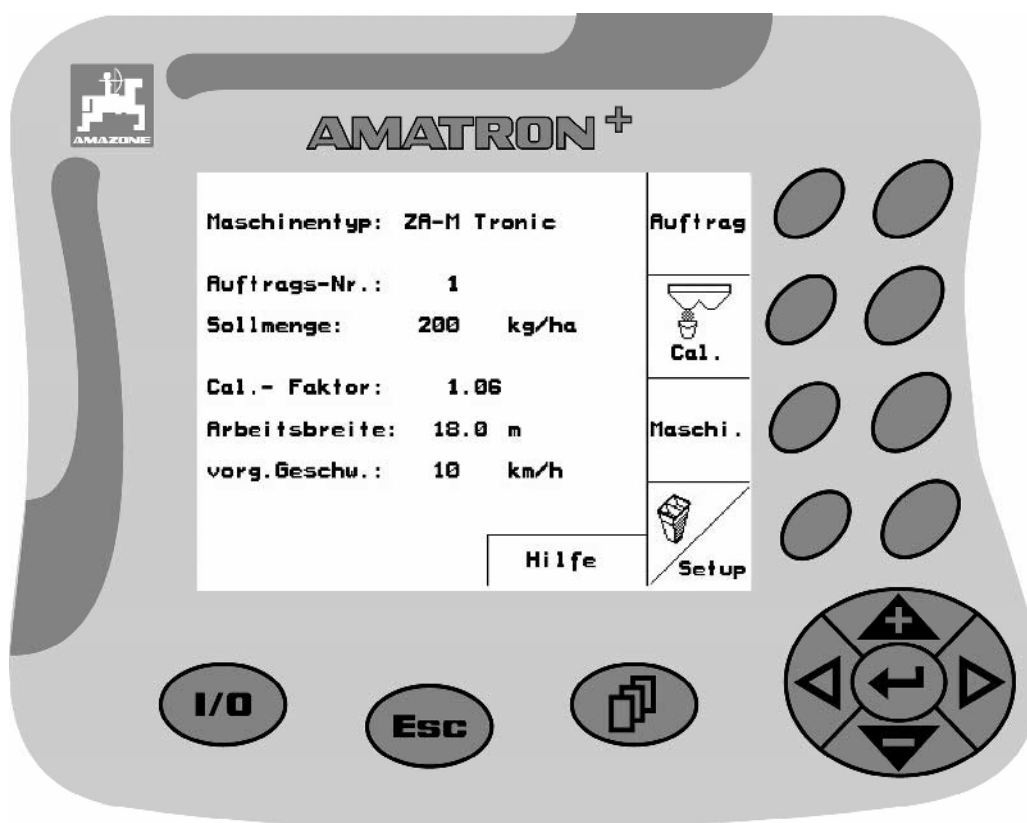 AMAZONE
AMATRON+
Maschinentyp: ZA-M Tronic
Auftrags-Nr.: 1
Sollmenge: 200 kg/ha
Cal.- Faktor: 1.06
Arbeitsbreite: 18.0 m
vorg.Geschw.: 10 km/h
Hilfe
Auftrag
Cal.
Maschi.
Setup
I/O
Esc
+
-